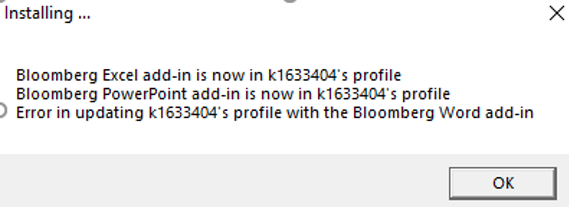 Installing ...
Bloomberg Excel add-in is now in k1633404's profile
Bloomberg PowerPoint add-in is now in k1633404's profile
Error in updating k1633404's profile with the Bloomberg Word add-in
OK